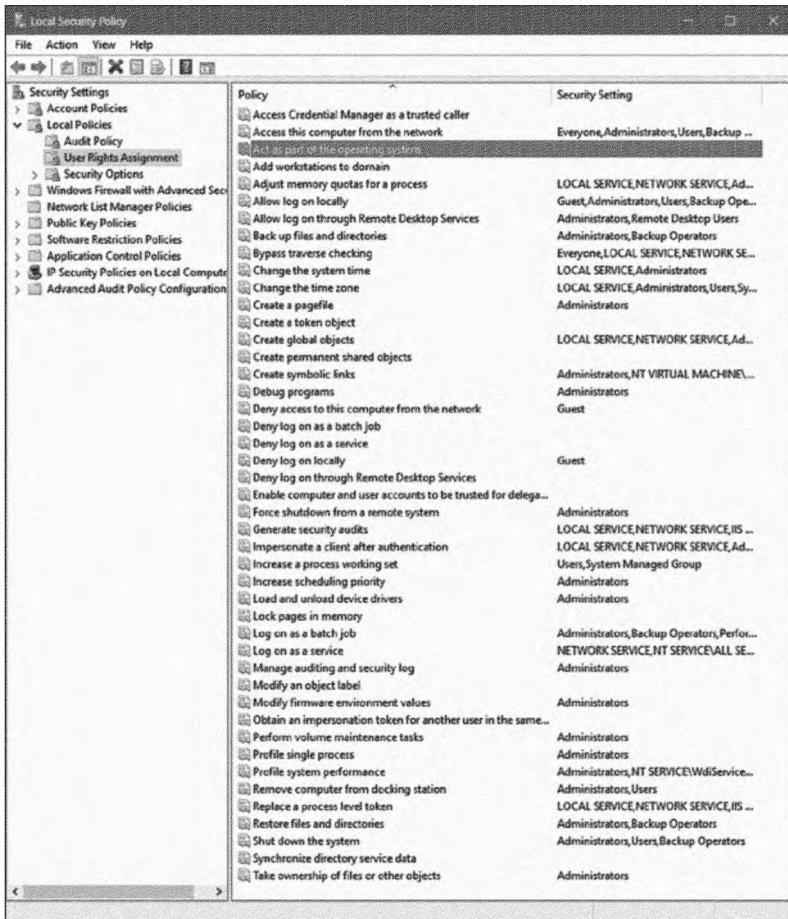 Local Security Policy
File Action View Help
Security Settings
Account Policies
Local Policies
Audit Policy
User Rights Assignment
Security Options
Windows Firewall with Advanced Secu
Network List Manager Policies
Public Key Policies
Software Restriction Policies
Application Control Policies
IP Security Policies on Local Compute
Advanced Audit Policy Configuration
Policy Security Setting
Access Credential Manager as a trusted caller
Access this computer from the network Everyone,Administrators,Users,Backup ...
Act as part of the operating system
Add workstations to domain
Adjust memory quotas for a process LOCAL SERVICE,NETWORK SERVICE,Ad...
Allow log on locally Guest,Administrators,Users,Backup Ope...
Allow log on through Remote Desktop Services Administrators,Remote Desktop Users
Back up files and directories Administrators,Backup Operators
Bypass traverse checking Everyone,LOCAL SERVICE,NETWORK SE...
Change the system time LOCAL SERVICE,Administrators
Change the time zone LOCAL SERVICE,Administrators,Users,Sy...
Create a pagefile Administrators
Create a token object
Create global objects LOCAL SERVICE,NETWORK SERVICE,Ad...
Create permanent shared objects
Create symbolic links Administrators,NT VIRTUAL MACHINE\...
Debug programs Administrators
Deny access to this computer from the network Guest
Deny log on as a batch job
Deny log on as a service
Deny log on locally Guest
Deny log on through Remote Desktop Services
Enable computer and user accounts to be trusted for delega...
Force shutdown from a remote system Administrators
Generate security audits LOCAL SERVICE,NETWORK SERVICE,IIS ...
Impersonate a client after authentication LOCAL SERVICE,NETWORK SERVICE,Ad...
Increase a process working set Users,System Managed Group
Increase scheduling priority Administrators
Load and unload device drivers Administrators
Lock pages in memory
Log on as a batch job Administrators,Backup Operators,Perfor...
Log on as a service NETWORK SERVICE,NT SERVICE\ALL SE...
Manage auditing and security log Administrators
Modify an object label
Modify firmware environment values Administrators
Obtain an impersonation token for another user in the same...
Perform volume maintenance tasks Administrators
Profile single process Administrators
Profile system performance Administrators,NT SERVICE\WdiService...
Remove computer from docking station Administrators,Users
Replace a process level token LOCAL SERVICE,NETWORK SERVICE,IIS ...
Restore files and directories Administrators,Backup Operators
Shut down the system Administrators,Users,Backup Operators
Synchronize directory service data
Take ownership of files or other objects Administrators